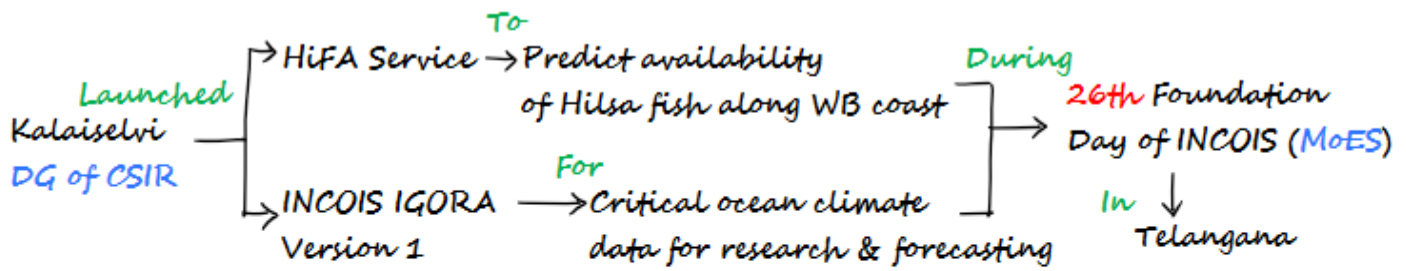 Launched
Kalaiselvi
DG of CSIR
HiFA Service
To
Predict availability
of Hilsa fish along WB coast
INCOIS IGORA
Version 1
For
Critical ocean climate
data for research & forecasting
During
26th Foundation
Day of INCOIS (MoES)
In
Telangana